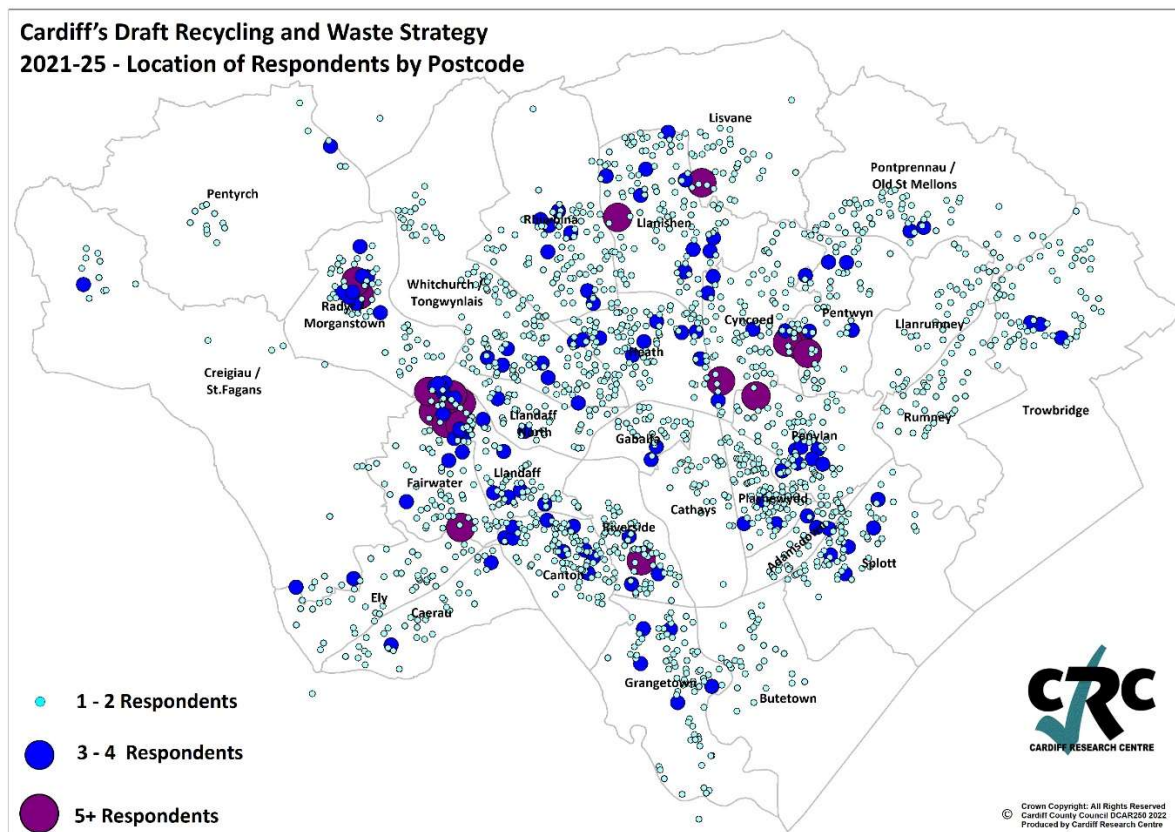 Cardiff's Draft Recycling and Waste Strategy
2021-25 - Location of Respondents by Postcode
Lisvane
Pontprennau /
Old St Mellons
Pentyrch
Rhiwbina
Llanishen
Whitchurch /
Tongwynlais
Radyr
Morganstown
Cyncoed
Pentwyn
Llanrumney
Heath
Creigiau /
St.Fagans
Rumney
Trowbridge
Llandaff
North
Gabalfa
Penylan
Fairwater
Llandaff
Cathays
Plasnewydd
Riverside
Adamsdown
Splott
Canton
Ely
Caerau
Grangetown
Butetown
1 - 2 Respondents
3 - 4 Respondents
5+ Respondents
CRC
CARDIFF RESEARCH CENTRE
© Crown Copyright: All Rights Reserved
Cardiff County Council DCAR250 2022
Produced by Cardiff Research Centre